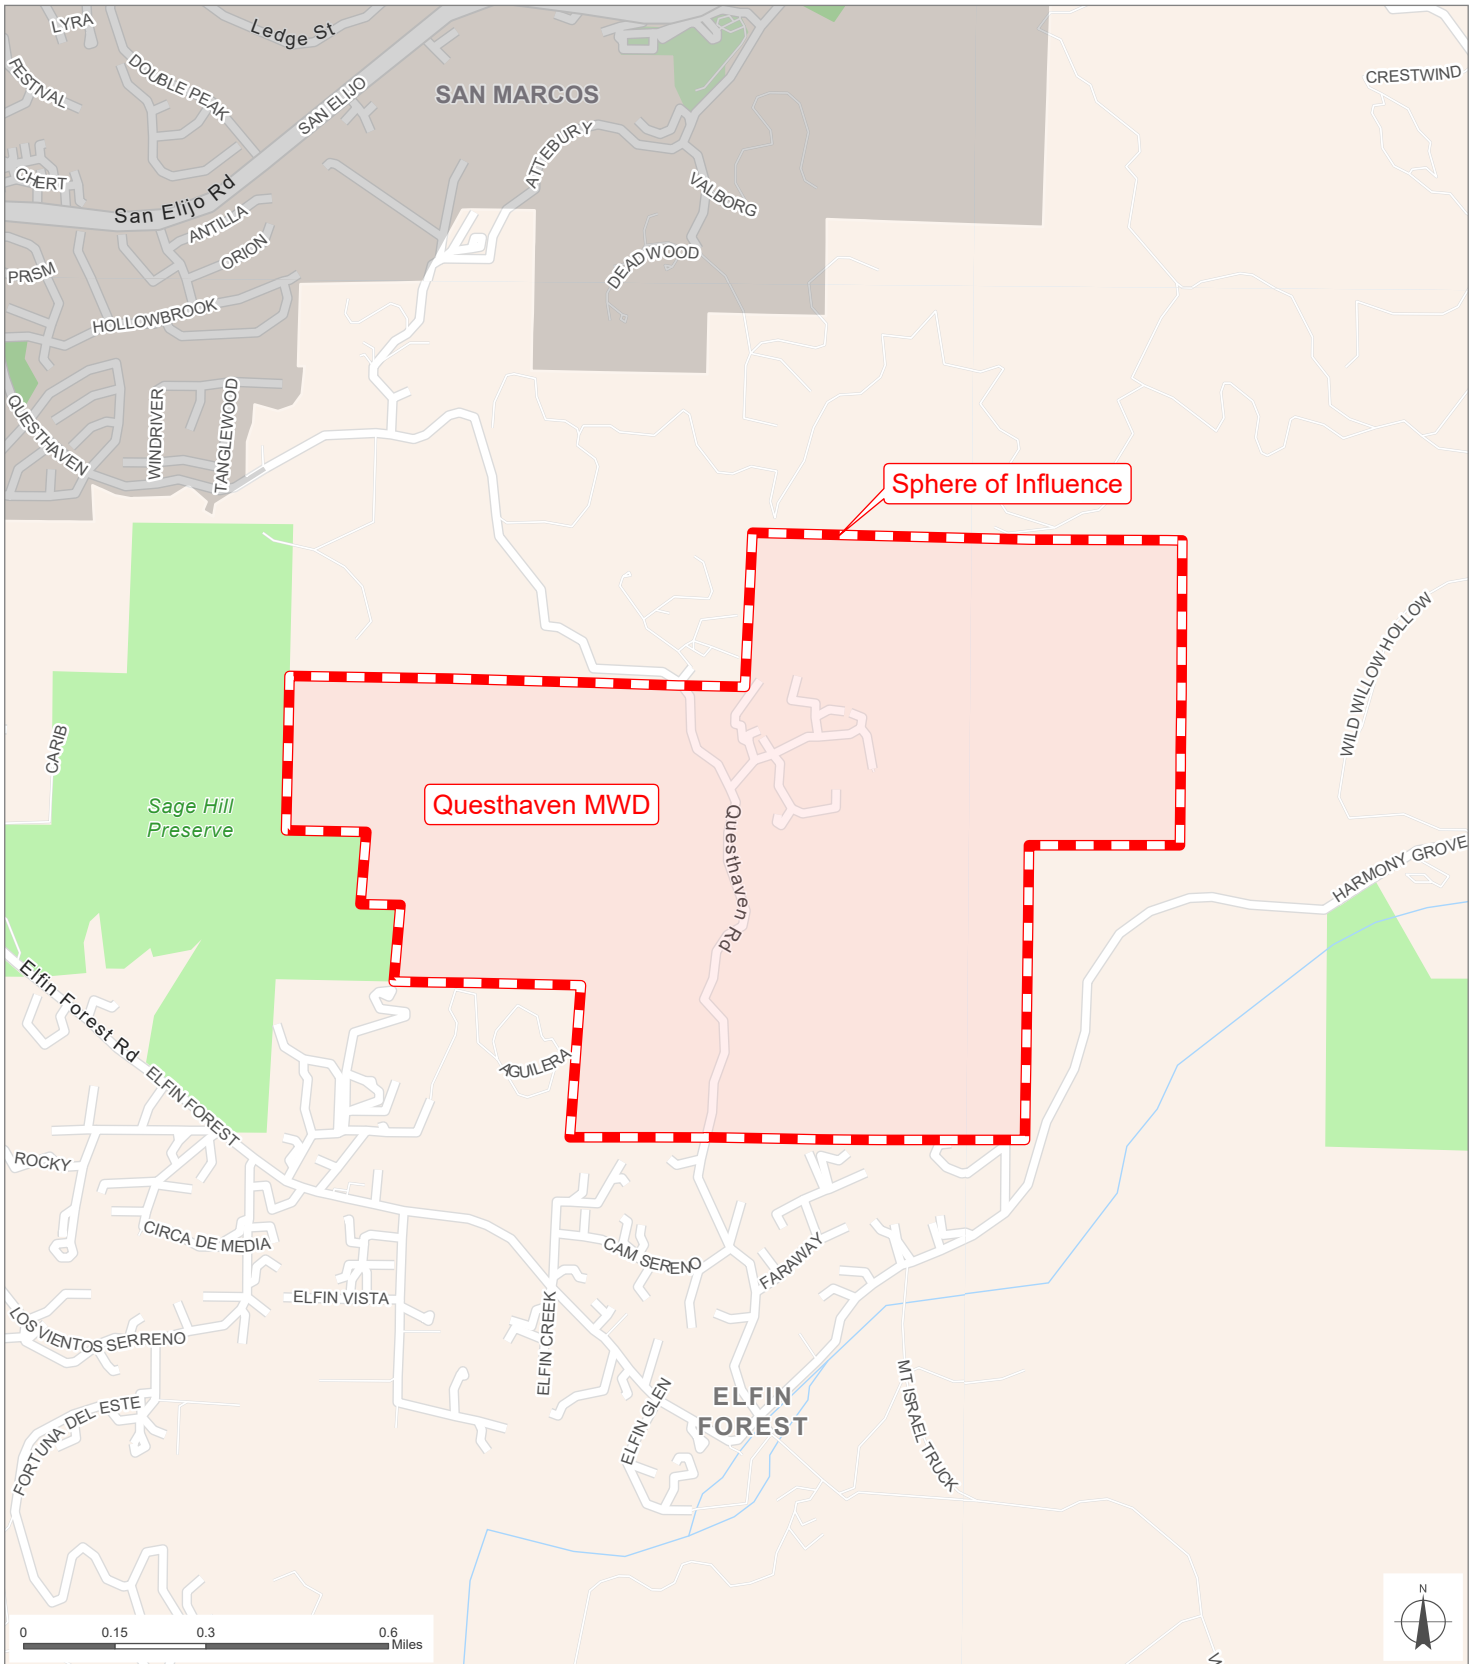 LYRA
Ledge St
CRESTWIND
FESTIVAL
DOUBLE PEAK
SAN ELIJO
SAN MARCOS
ATTEBURY
CHERT
San Elijo Rd
VALBORG
ANTILLA
ORION
DEADWOOD
PRISM
HOLLOWBROOK
QUESTHAVEN
WINDRIVER
TANGLEWOOD
Sphere of Influence
WILD WILLOW HOLLOW
CARIB
Sage Hill
Preserve
Questhaven MWD
Questhaven Rd
HARMONY GROVE
Elfin Forest Rd
AGUILERA
ELFIN FOREST
ROCKY
CIRCA DE MEDIA
CAM SERENO
FARAWAY
ELFIN VISTA
LOS VIENTOS SERRENO
ELFIN CREEK
MT ISRAEL TRUCK
ELFIN
FOREST
FORTUNA DEL ESTE
ELFIN GLEN
N
0 0.15 0.3 0.6
Miles